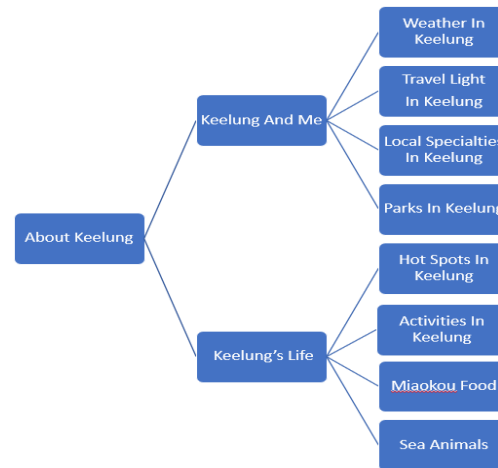 Weather In
Keelung
Travel Light
In Keelung
Keelung And Me
Local Specialties
In Keelung
Parks In Keelung
About Keelung
Hot Spots In
Keelung
Activities In
Keelung
Keelung's Life
Miaokou Food
Sea Animals